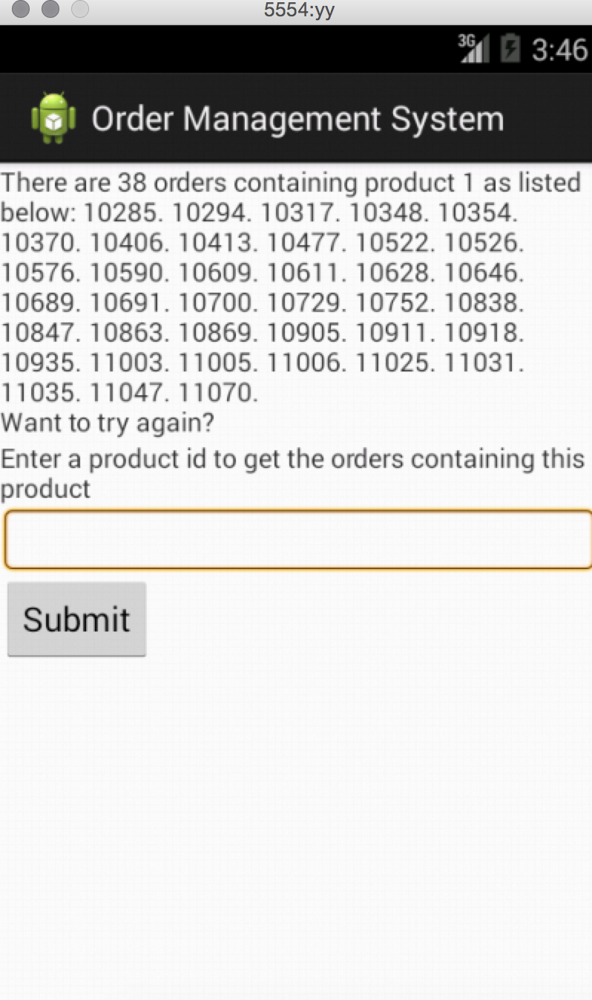 5554:yy
3G 3:46
Order Management System
There are 38 orders containing product 1 as listed
below: 10285. 10294. 10317. 10348. 10354.
10370. 10406. 10413. 10477. 10522. 10526.
10576. 10590. 10609. 10611. 10628. 10646.
10689. 10691. 10700. 10729. 10752. 10838.
10847. 10863. 10869. 10905. 10911. 10918.
10935. 11003. 11005. 11006. 11025. 11031.
11035. 11047. 11070.
Want to try again?
Enter a product id to get the orders containing this
product
Submit